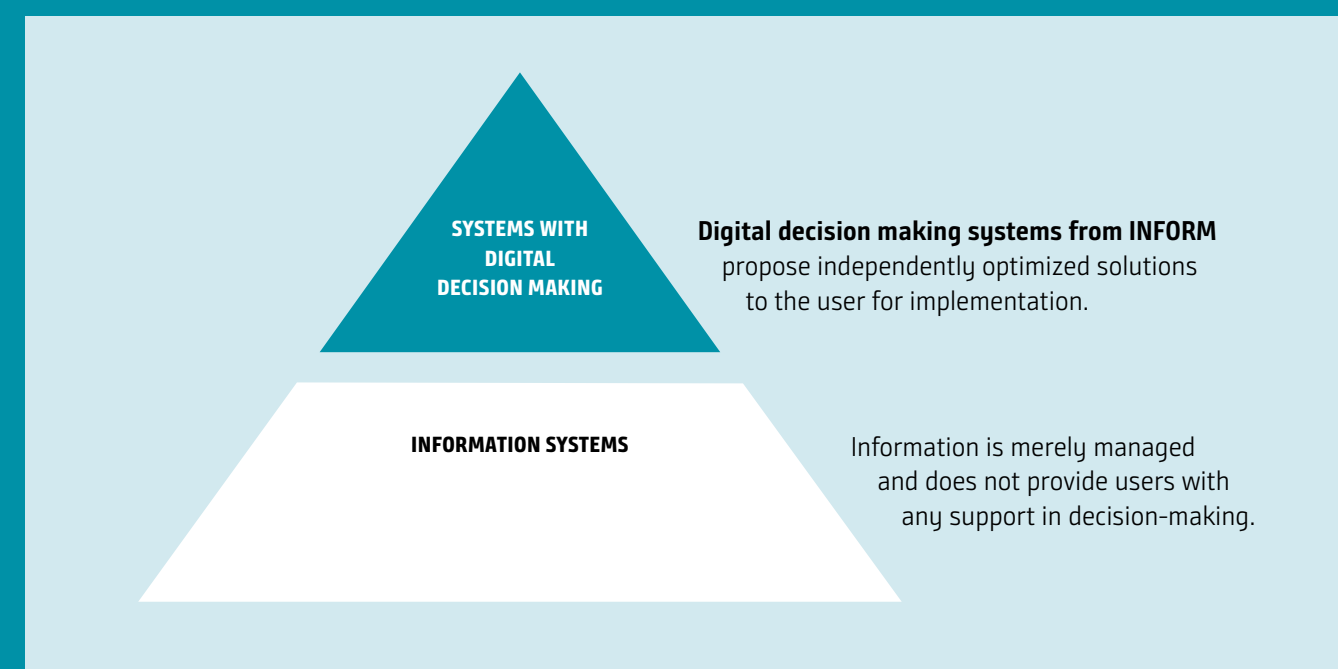 SYSTEMS WITH
DIGITAL
DECISION MAKING
Digital decision making systems from INFORM
propose independently optimized solutions
to the user for implementation.
INFORMATION SYSTEMS
Information is merely managed
and does not provide users with
any support in decision-making.